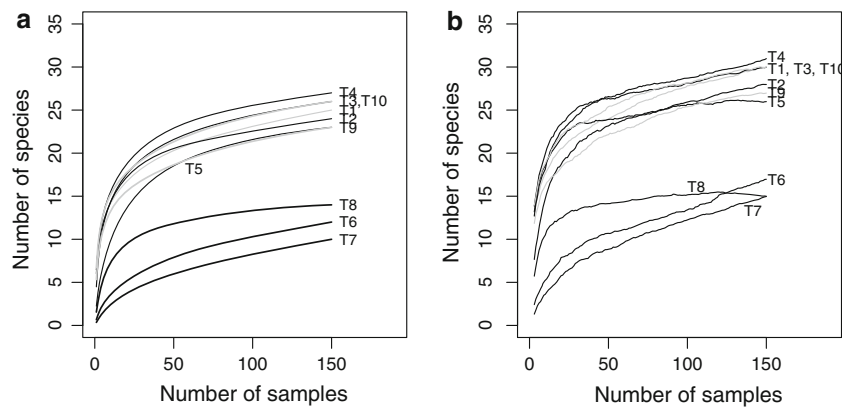 a
35
30
25
20
15
10
5
0
Number of species
T4
T3,T10
T1
T2
T9
T5
T8
T6
T7
0 50 100 150
Number of samples
b
35
30
25
20
15
10
5
0
Number of species
T4
T1, T3, T10
T2
T9
T5
T8
T6
T7
0 50 100 150
Number of samples